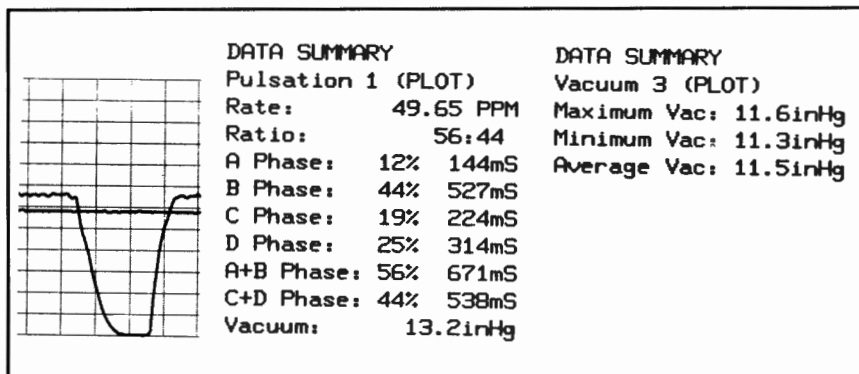 DATA SUMMARY
Pulsation 1 (PLOT)
Rate: 49.65 PPM
Ratio: 56:44
A Phase: 12% 144mS
B Phase: 44% 527mS
C Phase: 19% 224mS
D Phase: 25% 314mS
A+B Phase: 56% 671mS
C+D Phase: 44% 538mS
Vacuum: 13.2inHg
DATA SUMMARY
Vacuum 3 (PLOT)
Maximum Vac: 11.6inHg
Minimum Vac: 11.3inHg
Average Vac: 11.5inHg